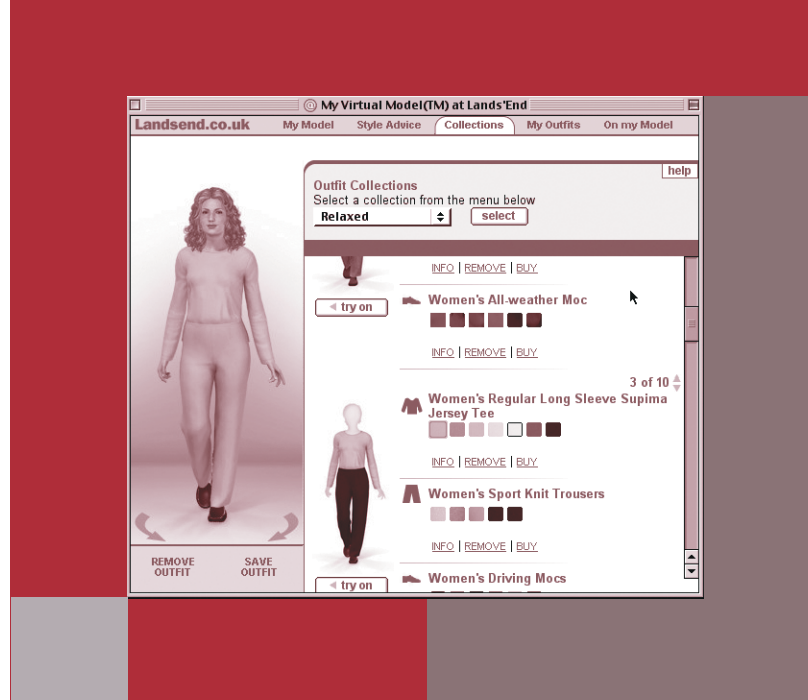 My Virtual Model(TM) at Lands'End
Landsend.co.uk My Model Style Advice Collections My Outfits On my Model
help
Outfit Collections
Select a collection from the menu below
Relaxed select
INFO | REMOVE | BUY
try on
Women's All-weather Moc
INFO | REMOVE | BUY
3 of 10
Women's Regular Long Sleeve Supima
Jersey Tee
INFO | REMOVE | BUY
Women's Sport Knit Trousers
INFO | REMOVE | BUY
Women's Driving Mocs
try on
REMOVE
OUTFIT
SAVE
OUTFIT